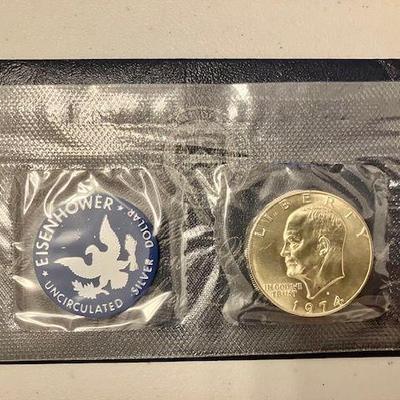 EISENHOWER
UNCIRCULATED SILVER DOLLAR
LIBERTY
IN GOD WE
TRUST
1974